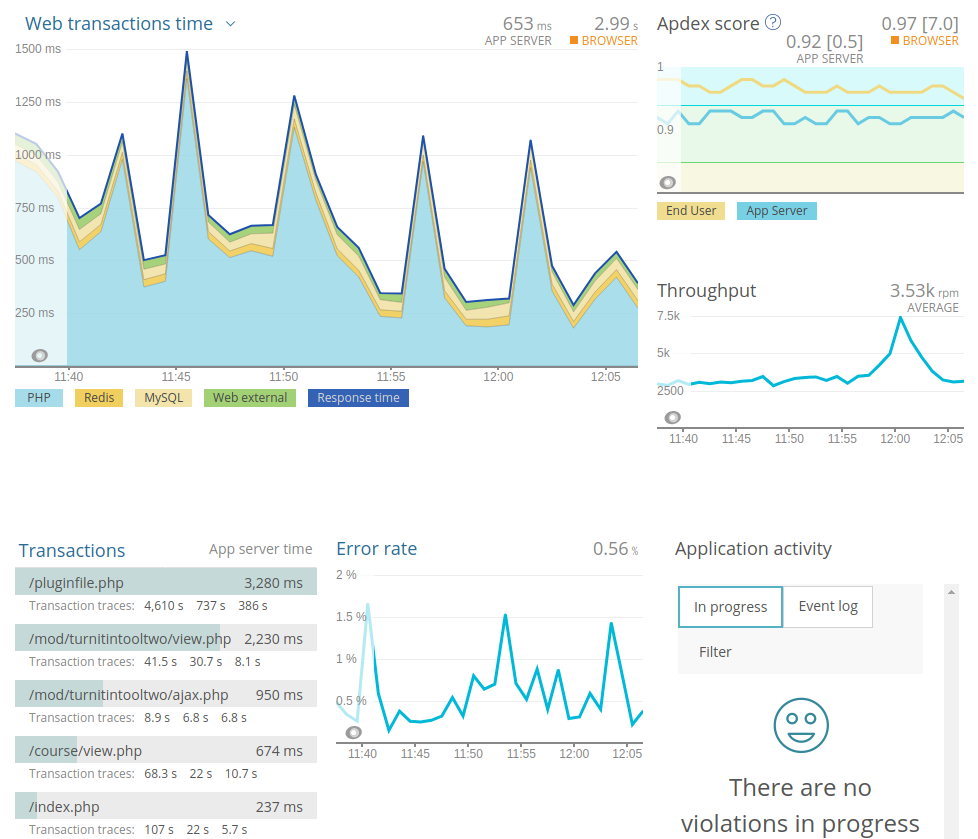 Web transactions time
653 ms
APP SERVER
2.99 s
BROWSER
1500 ms
1250 ms
1000 ms
750 ms
500 ms
250 ms
11:40 11:45 11:50 11:55 12:00 12:05
PHP Redis MySQL Web external Response time
Apdex score ?
0.97 [7.0]
BROWSER
0.92 [0.5]
APP SERVER
1
0.9
End User App Server
Throughput
3.53k rpm
AVERAGE
7.5k
5k
2500
11:40 11:45 11:50 11:55 12:00 12:05
Transactions App server time
/pluginfile.php 3,280 ms
Transaction traces: 4,610 s 737 s 386 s
/mod/turnitintooltwo/view.php 2,230 ms
Transaction traces: 41.5 s 30.7 s 8.1 s
/mod/turnitintooltwo/ajax.php 950 ms
Transaction traces: 8.9 s 6.8 s 6.8 s
/course/view.php 674 ms
Transaction traces: 68.3 s 22 s 10.7 s
/index.php 237 ms
Transaction traces: 107 s 22 s 5.7 s
Error rate 0.56 %
2 %
1.5 %
1 %
0.5 %
11:40 11:45 11:50 11:55 12:00 12:05
Application activity
In progress Event log
Filter
There are no
violations in progress